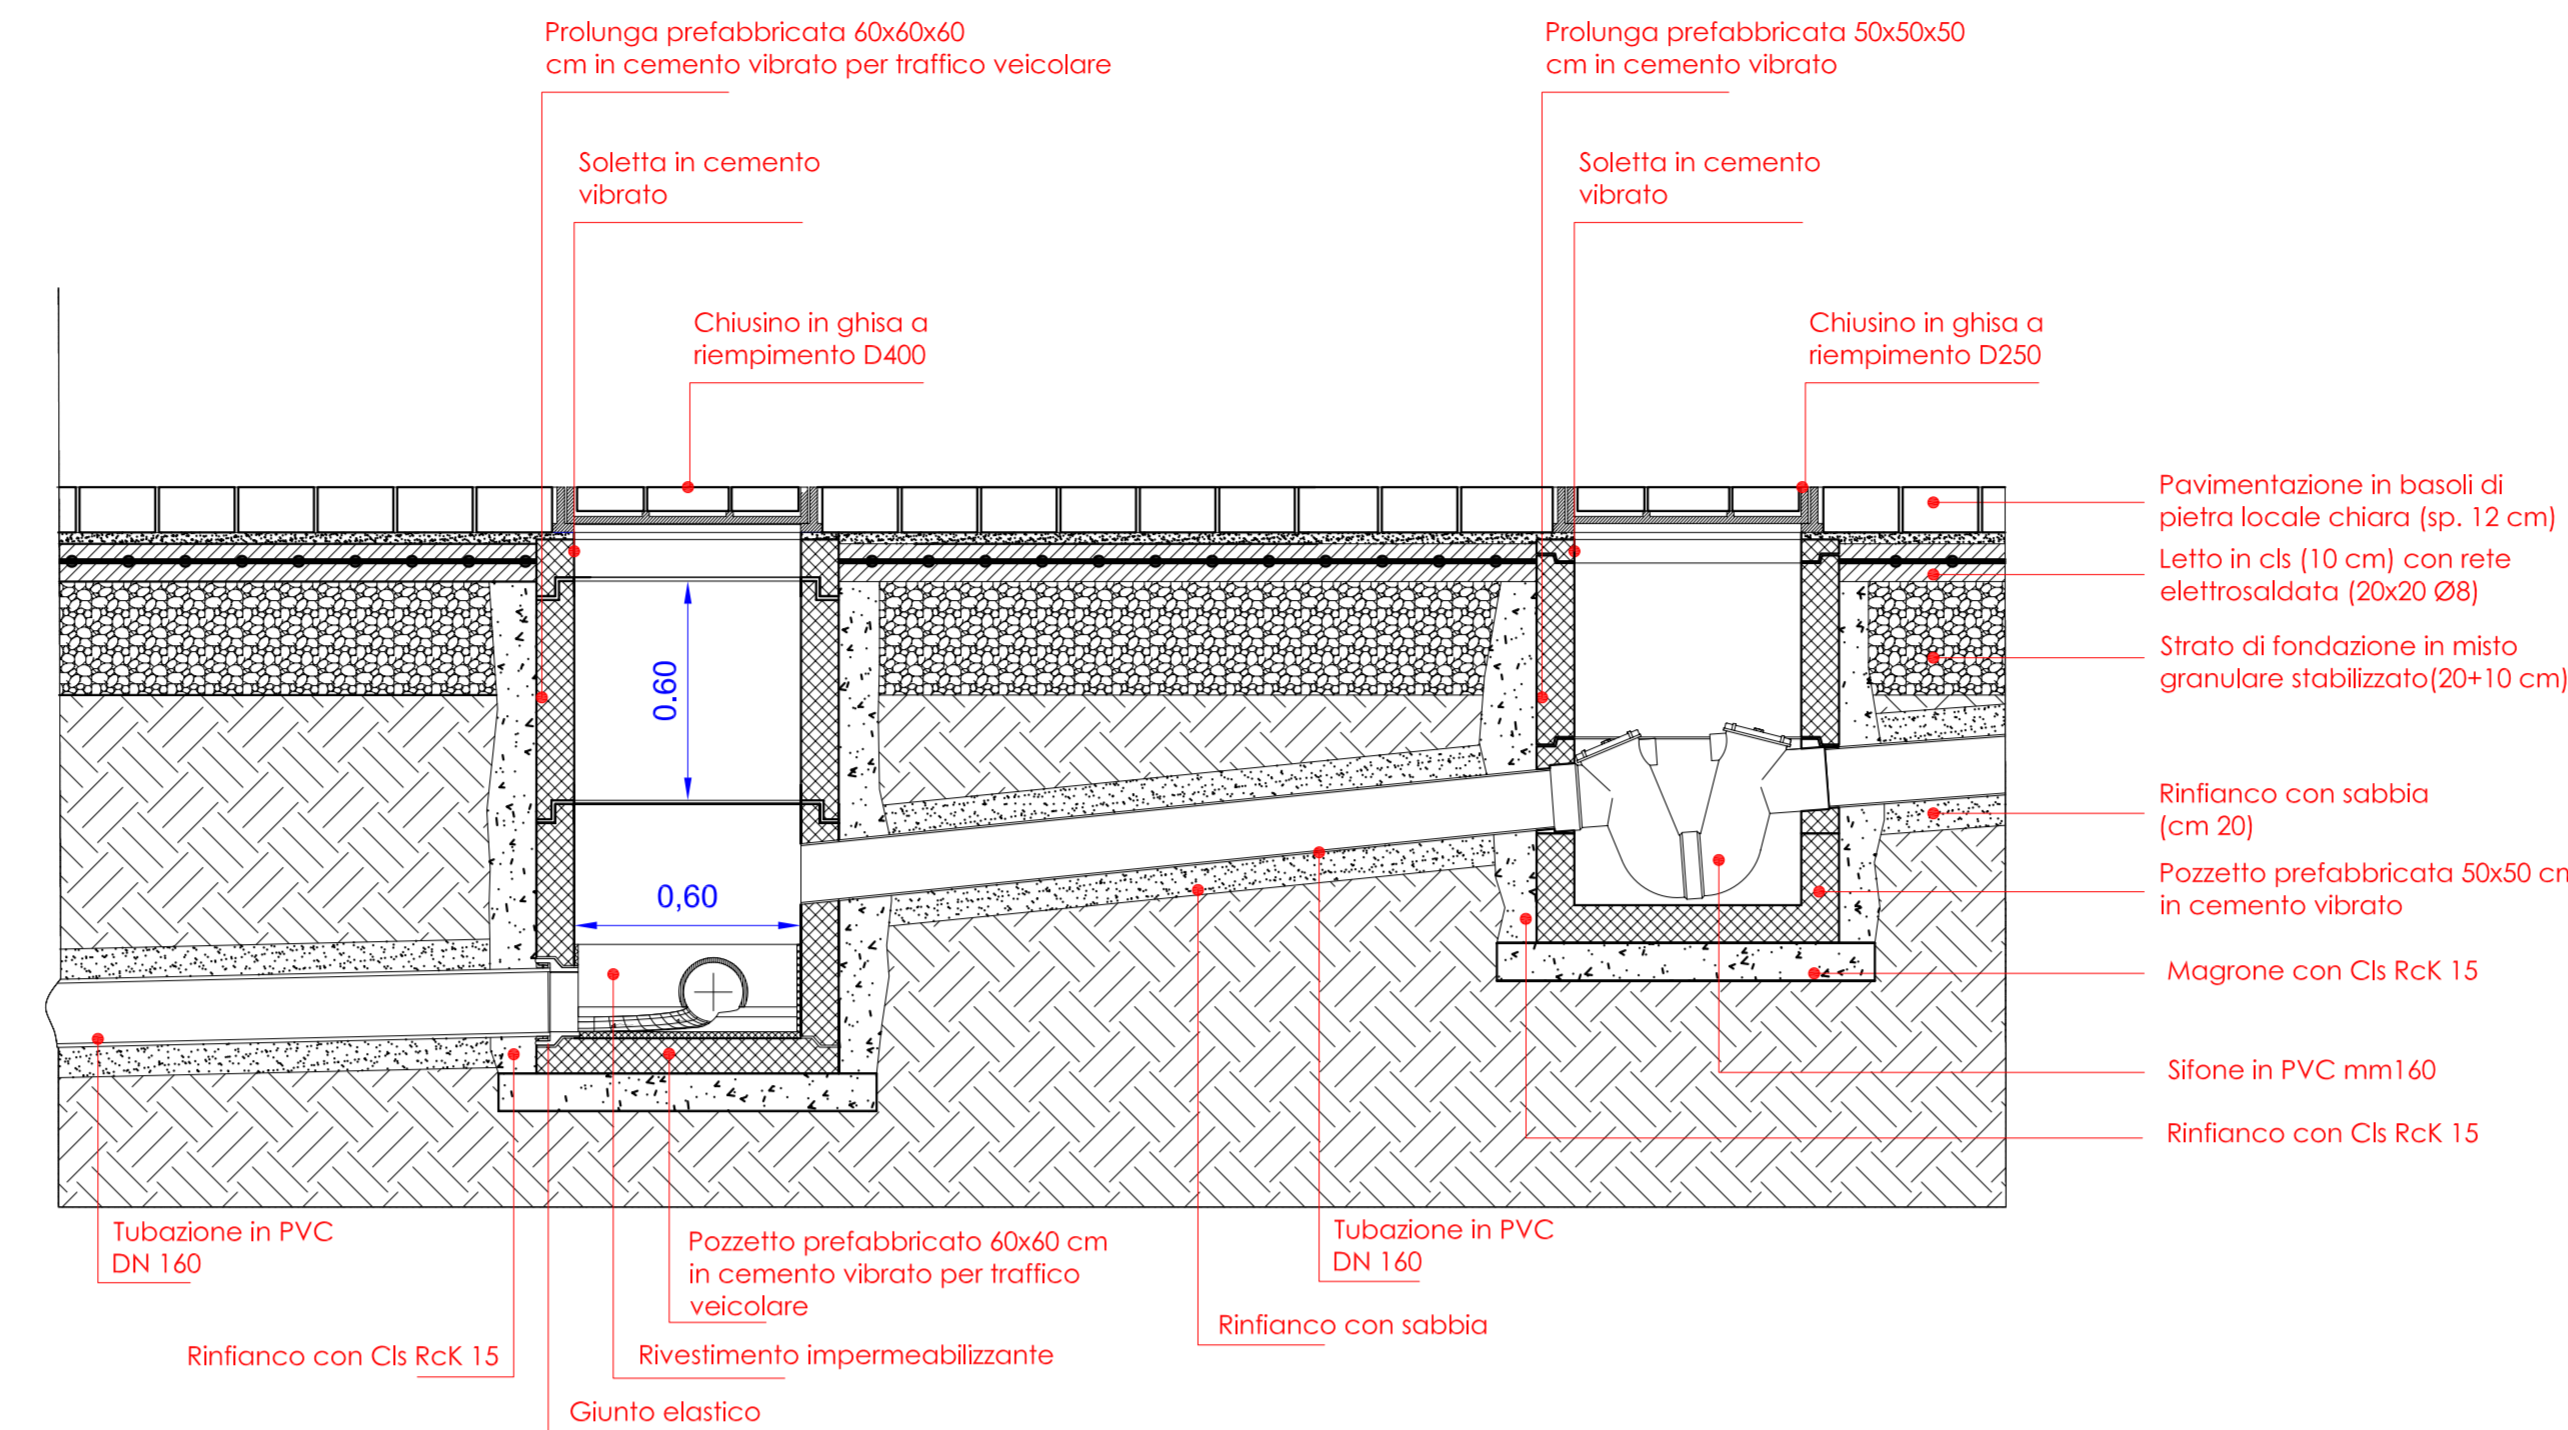 Prolunga prefabbricata 60x60x60
cm in cemento vibrato per traffico veicolare
Prolunga prefabbricata 50x50x50
cm in cemento vibrato
Soletta in cemento
vibrato
Soletta in cemento
vibrato
Chiusino in ghisa a
riempimento D400
Chiusino in ghisa a
riempimento D250
Pavimentazione in basoli di
pietra locale chiara (sp. 12 cm)
Letto in cls (10 cm) con rete
elettrosaldata (20x20 Ø8)
Strato di fondazione in misto
granulare stabilizzato(20+10 cm)
0.60
0,60
Rinfianco con sabbia
(cm 20)
Pozzetto prefabbricata 50x50 cm
in cemento vibrato
Magrone con Cls RcK 15
Sifone in PVC mm160
Rinfianco con Cls RcK 15
Tubazione in PVC
DN 160
Pozzetto prefabbricato 60x60 cm
in cemento vibrato per traffico
veicolare
Tubazione in PVC
DN 160
Rinfianco con sabbia
Rinfianco con Cls RcK 15
Rivestimento impermeabilizzante
Giunto elastico